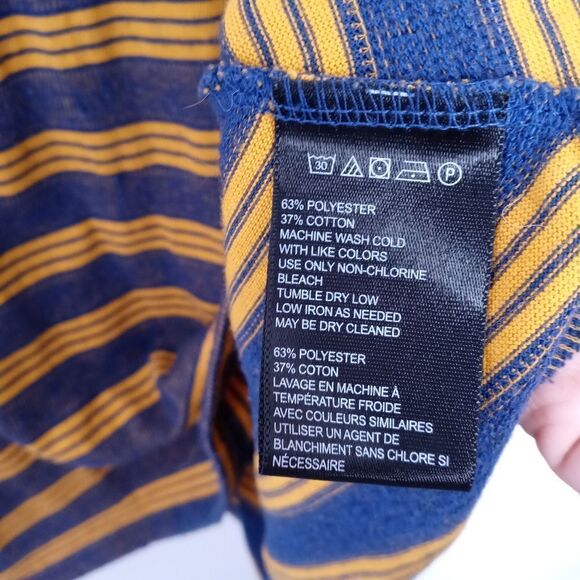 30 P
63% POLYESTER
37% COTTON
MACHINE WASH COLD
WITH LIKE COLORS
USE ONLY NON-CHLORINE
BLEACH
TUMBLE DRY LOW
LOW IRON AS NEEDED
MAY BE DRY CLEANED
63% POLYESTER
37% COTON
LAVAGE EN MACHINE À
TEMPÉRATURE FROIDE
AVEC COULEURS SIMILAIRES
UTILISER UN AGENT DE
BLANCHIMENT SANS CHLORE SI
NÉCESSAIRE